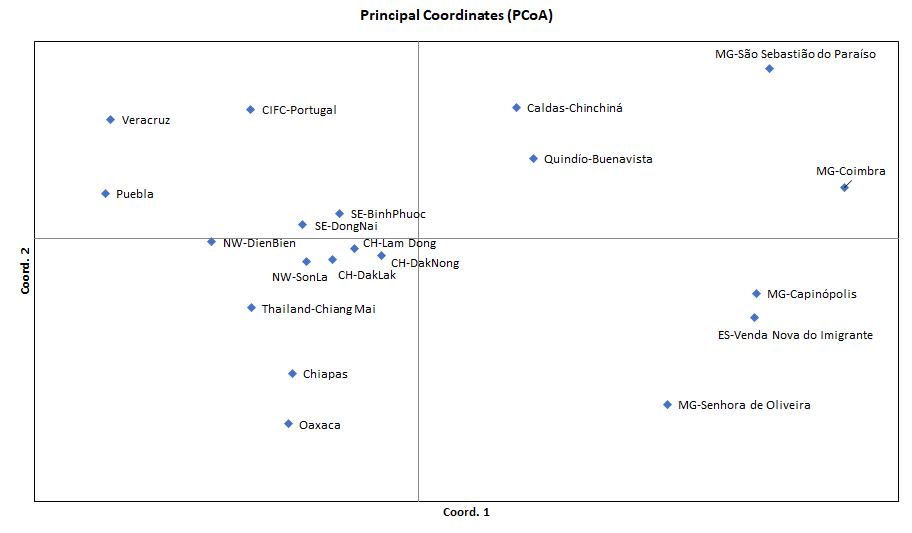 Principal Coordinates (PCoA)
MG-São Sebastião do Paraíso
CIFC-Portugal
Caldas-Chinchiná
Veracruz
Quindío-Buenavista
MG-Coimbra
Puebla
SE-BinhPhuoc
SE-DongNai
NW-DienBien
CH-Lam Dong
CH-DakNong
NW-SonLa
CH-DakLak
Coord. 2
MG-Capinópolis
Thailand-Chiang Mai
ES-Venda Nova do Imigrante
Chiapas
MG-Senhora de Oliveira
Oaxaca
Coord. 1